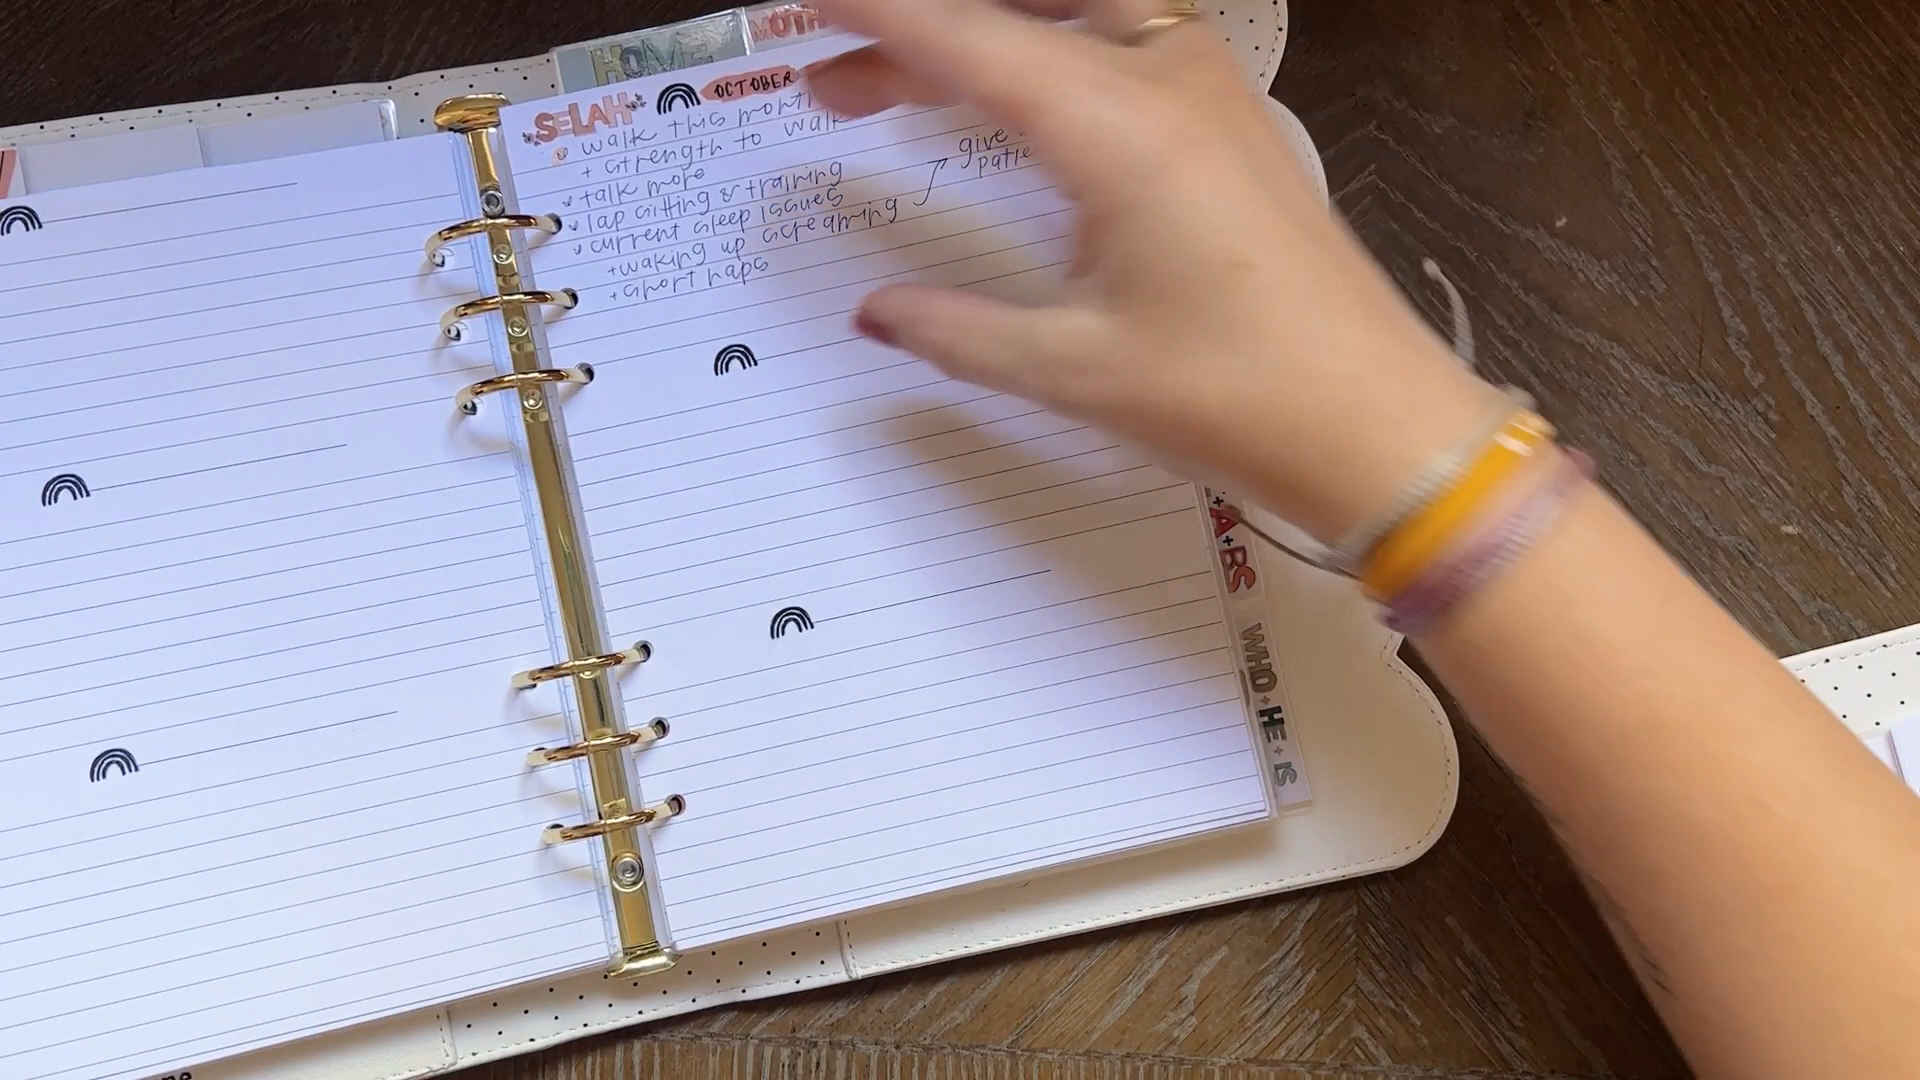 HOME
SELAH OCTOBER
walk this month
+ strength to walk
talk more
lap sitting & training
current sleep issues
+ waking up screaming
+ short naps
give
WHO + HE + IS